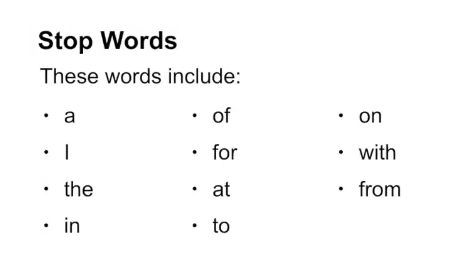 Stop Words
These words include:
• a
• I
• the
• in
• of
• for
• at
• to
• on
• with
• from